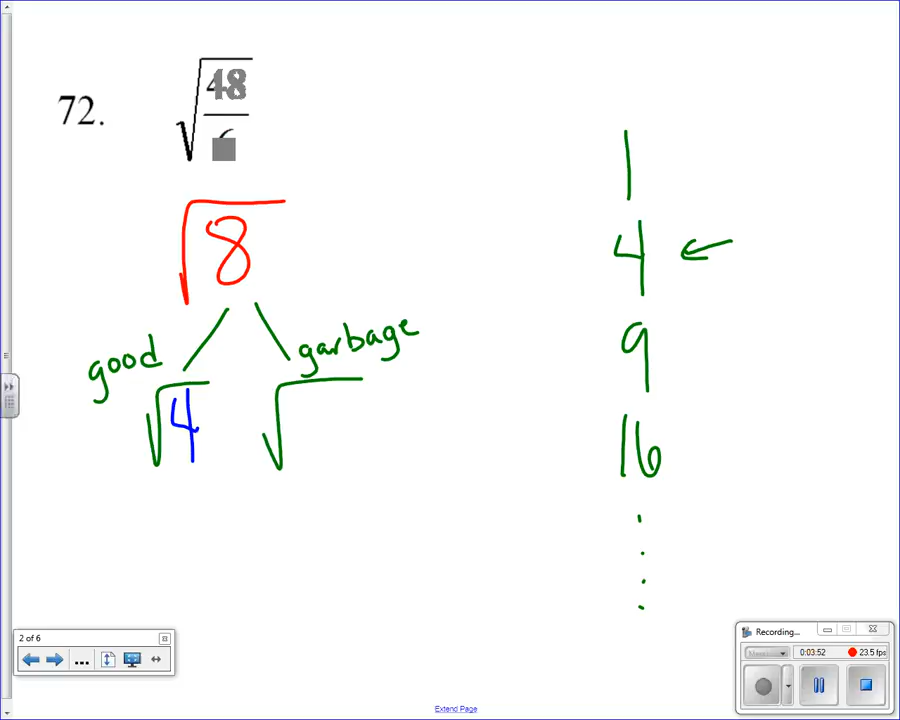 72. √48/
√8
good garbage
√4 √
1
4 ←
9
16
2 of 6
...
Recording...
0:03:52 23.5 fps
Extend Page